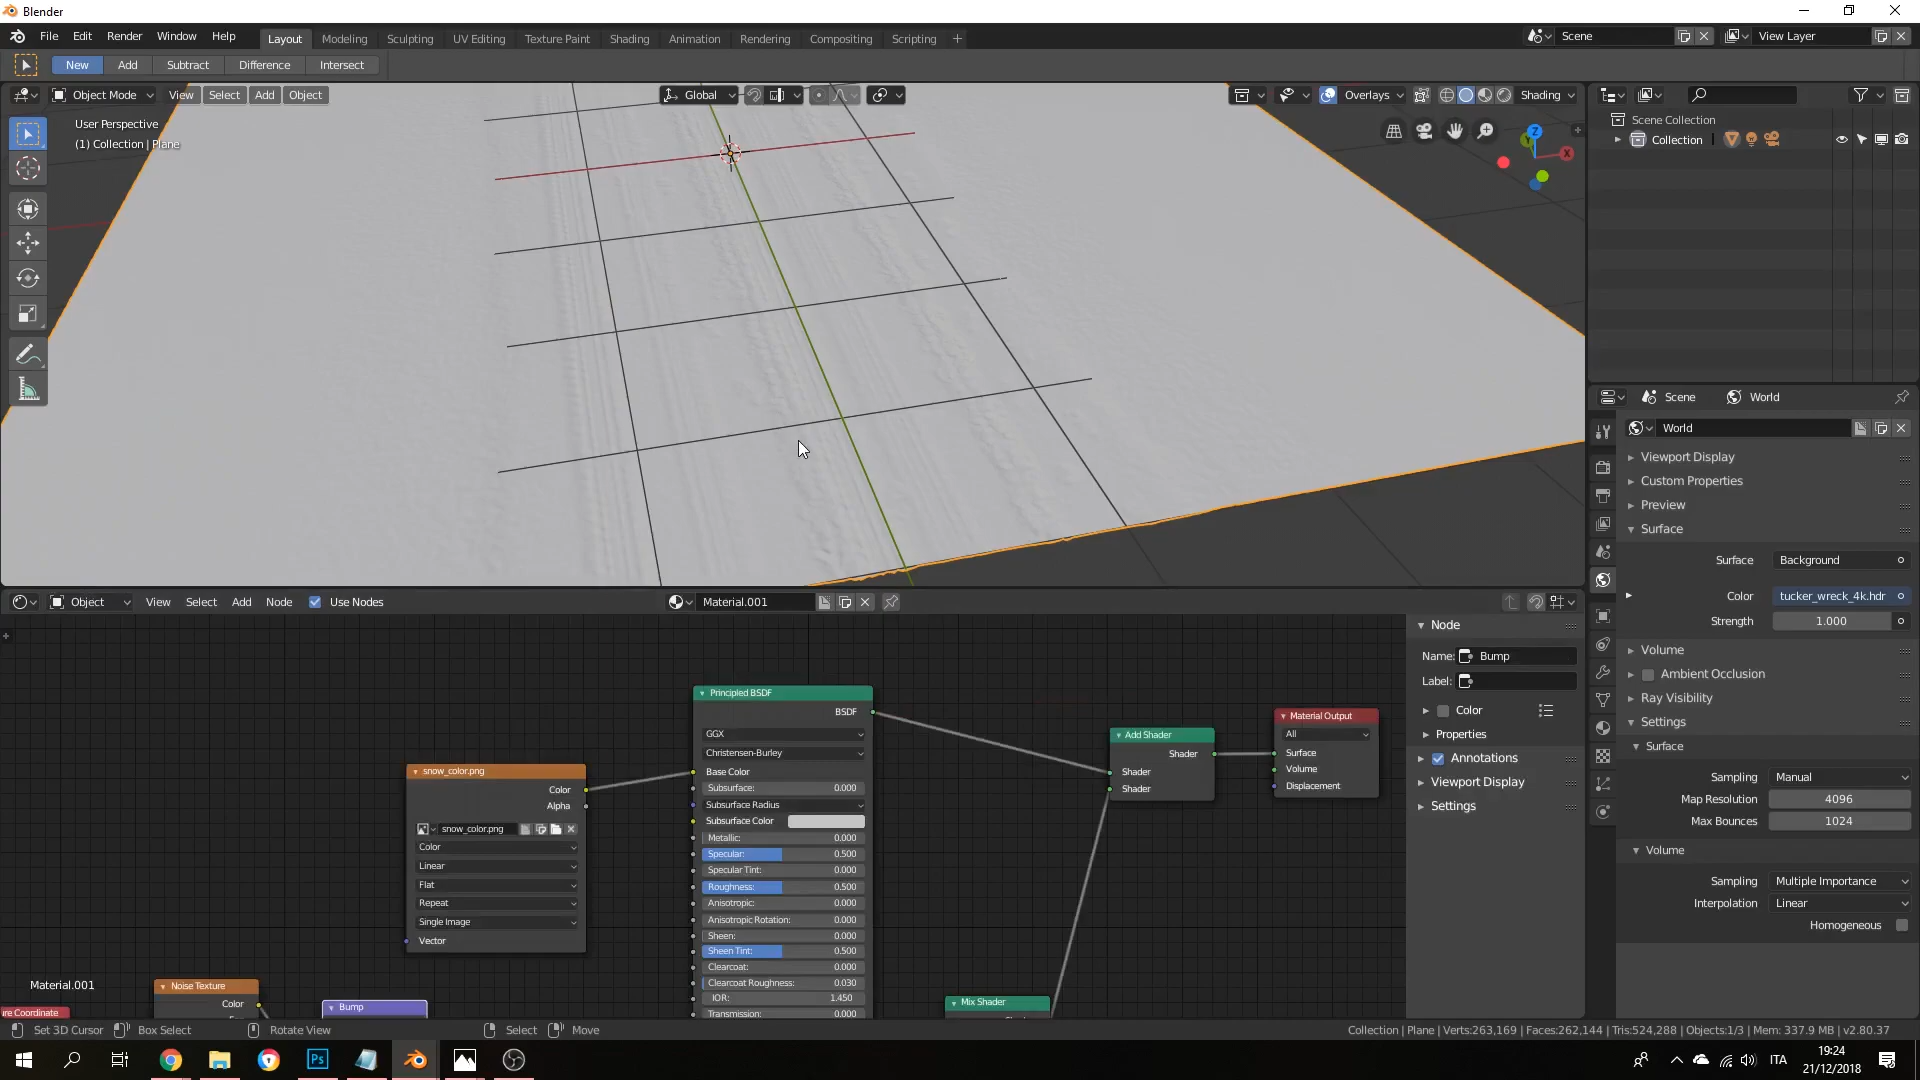 Blender
File Edit Render Window Help Layout Modeling Sculpting UV Editing Texture Paint Shading Animation Rendering Compositing Scripting Scene View Layer
New Add Subtract Difference Intersect
Object Mode View Select Add Object Global Overlays Shading
User Perspective
(1) Collection | Plane
Z
X
Scene Collection
Collection
Scene World
World
Viewport Display
Custom Properties
Preview
Surface
Surface Background
Color tucker_wreck_4k.hdr
Strength 1.000
Volume
Ambient Occlusion
Ray Visibility
Settings
Surface
Sampling Manual
Map Resolution 4096
Max Bounces 1024
Volume
Sampling Multiple Importance
Interpolation Linear
Homogeneous
Object View Select Add Node Use Nodes Material.001
Node
Name: Bump
Label:
Color
Properties
Annotations
Viewport Display
Settings
Principled BSDF
BSDF
GGX
Christensen-Burley
Base Color
Subsurface: 0.000
Subsurface Radius
Subsurface Color
Metallic: 0.000
Specular: 0.500
Specular Tint: 0.000
Roughness: 0.500
Anisotropic: 0.000
Anisotropic Rotation: 0.000
Sheen: 0.000
Sheen Tint: 0.500
Clearcoat: 0.000
Clearcoat Roughness: 0.030
IOR: 1.450
Transmission: 0.000
Add Shader
Shader
Shader
Shader
Material Output
All
Surface
Volume
Displacement
snow_color.png
Color
Alpha
snow_color.png
Color
Linear
Flat
Repeat
Single Image
Vector
Material.001
Noise Texture
Color
ure Coordinate
Bump
Mix Shader
Set 3D Cursor Box Select Rotate View Select Move Collection | Plane | Verts:263,169 | Faces:262,144 | Tris:524,288 | Objects:1/3 | Mem: 337.9 MB | v2.80.37
Ps
ITA
19:24
21/12/2018